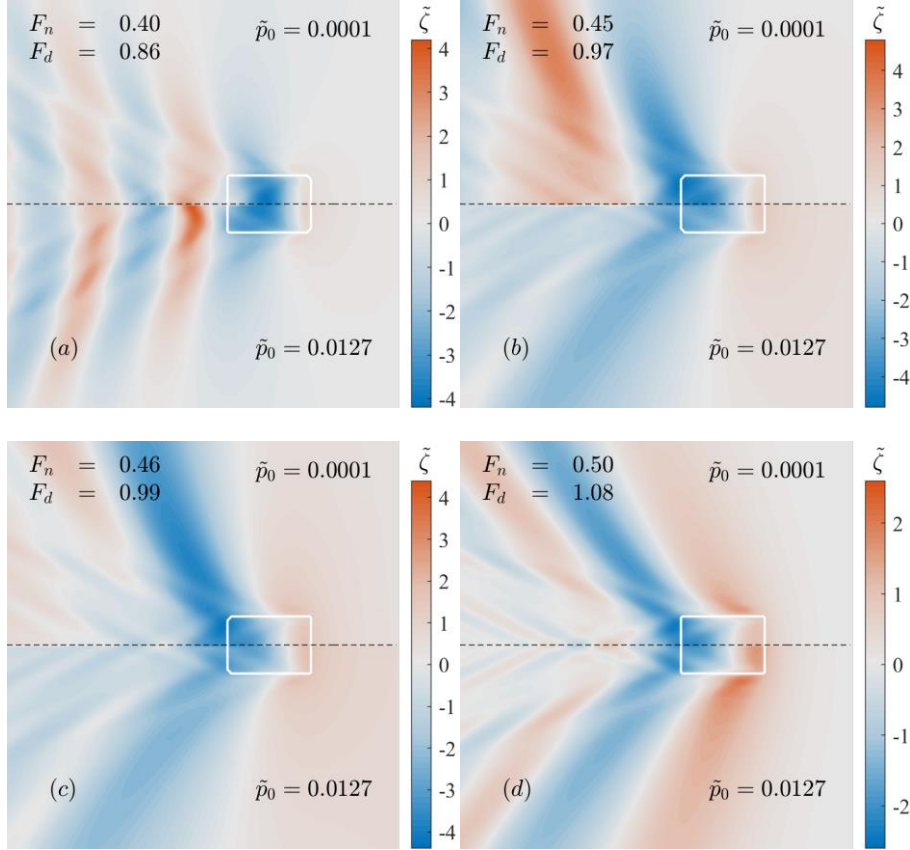 F_n = 0.40
F_d = 0.86
p̃_0 = 0.0001
ζ̃
4
3
2
1
0
-1
-2
-3
-4
(a)
p̃_0 = 0.0127
F_n = 0.45
F_d = 0.97
p̃_0 = 0.0001
ζ̃
4
3
2
1
0
-1
-2
-3
-4
(b)
p̃_0 = 0.0127
F_n = 0.46
F_d = 0.99
p̃_0 = 0.0001
ζ̃
4
3
2
1
0
-1
-2
-3
-4
(c)
p̃_0 = 0.0127
F_n = 0.50
F_d = 1.08
p̃_0 = 0.0001
ζ̃
2
1
0
-1
-2
(d)
p̃_0 = 0.0127